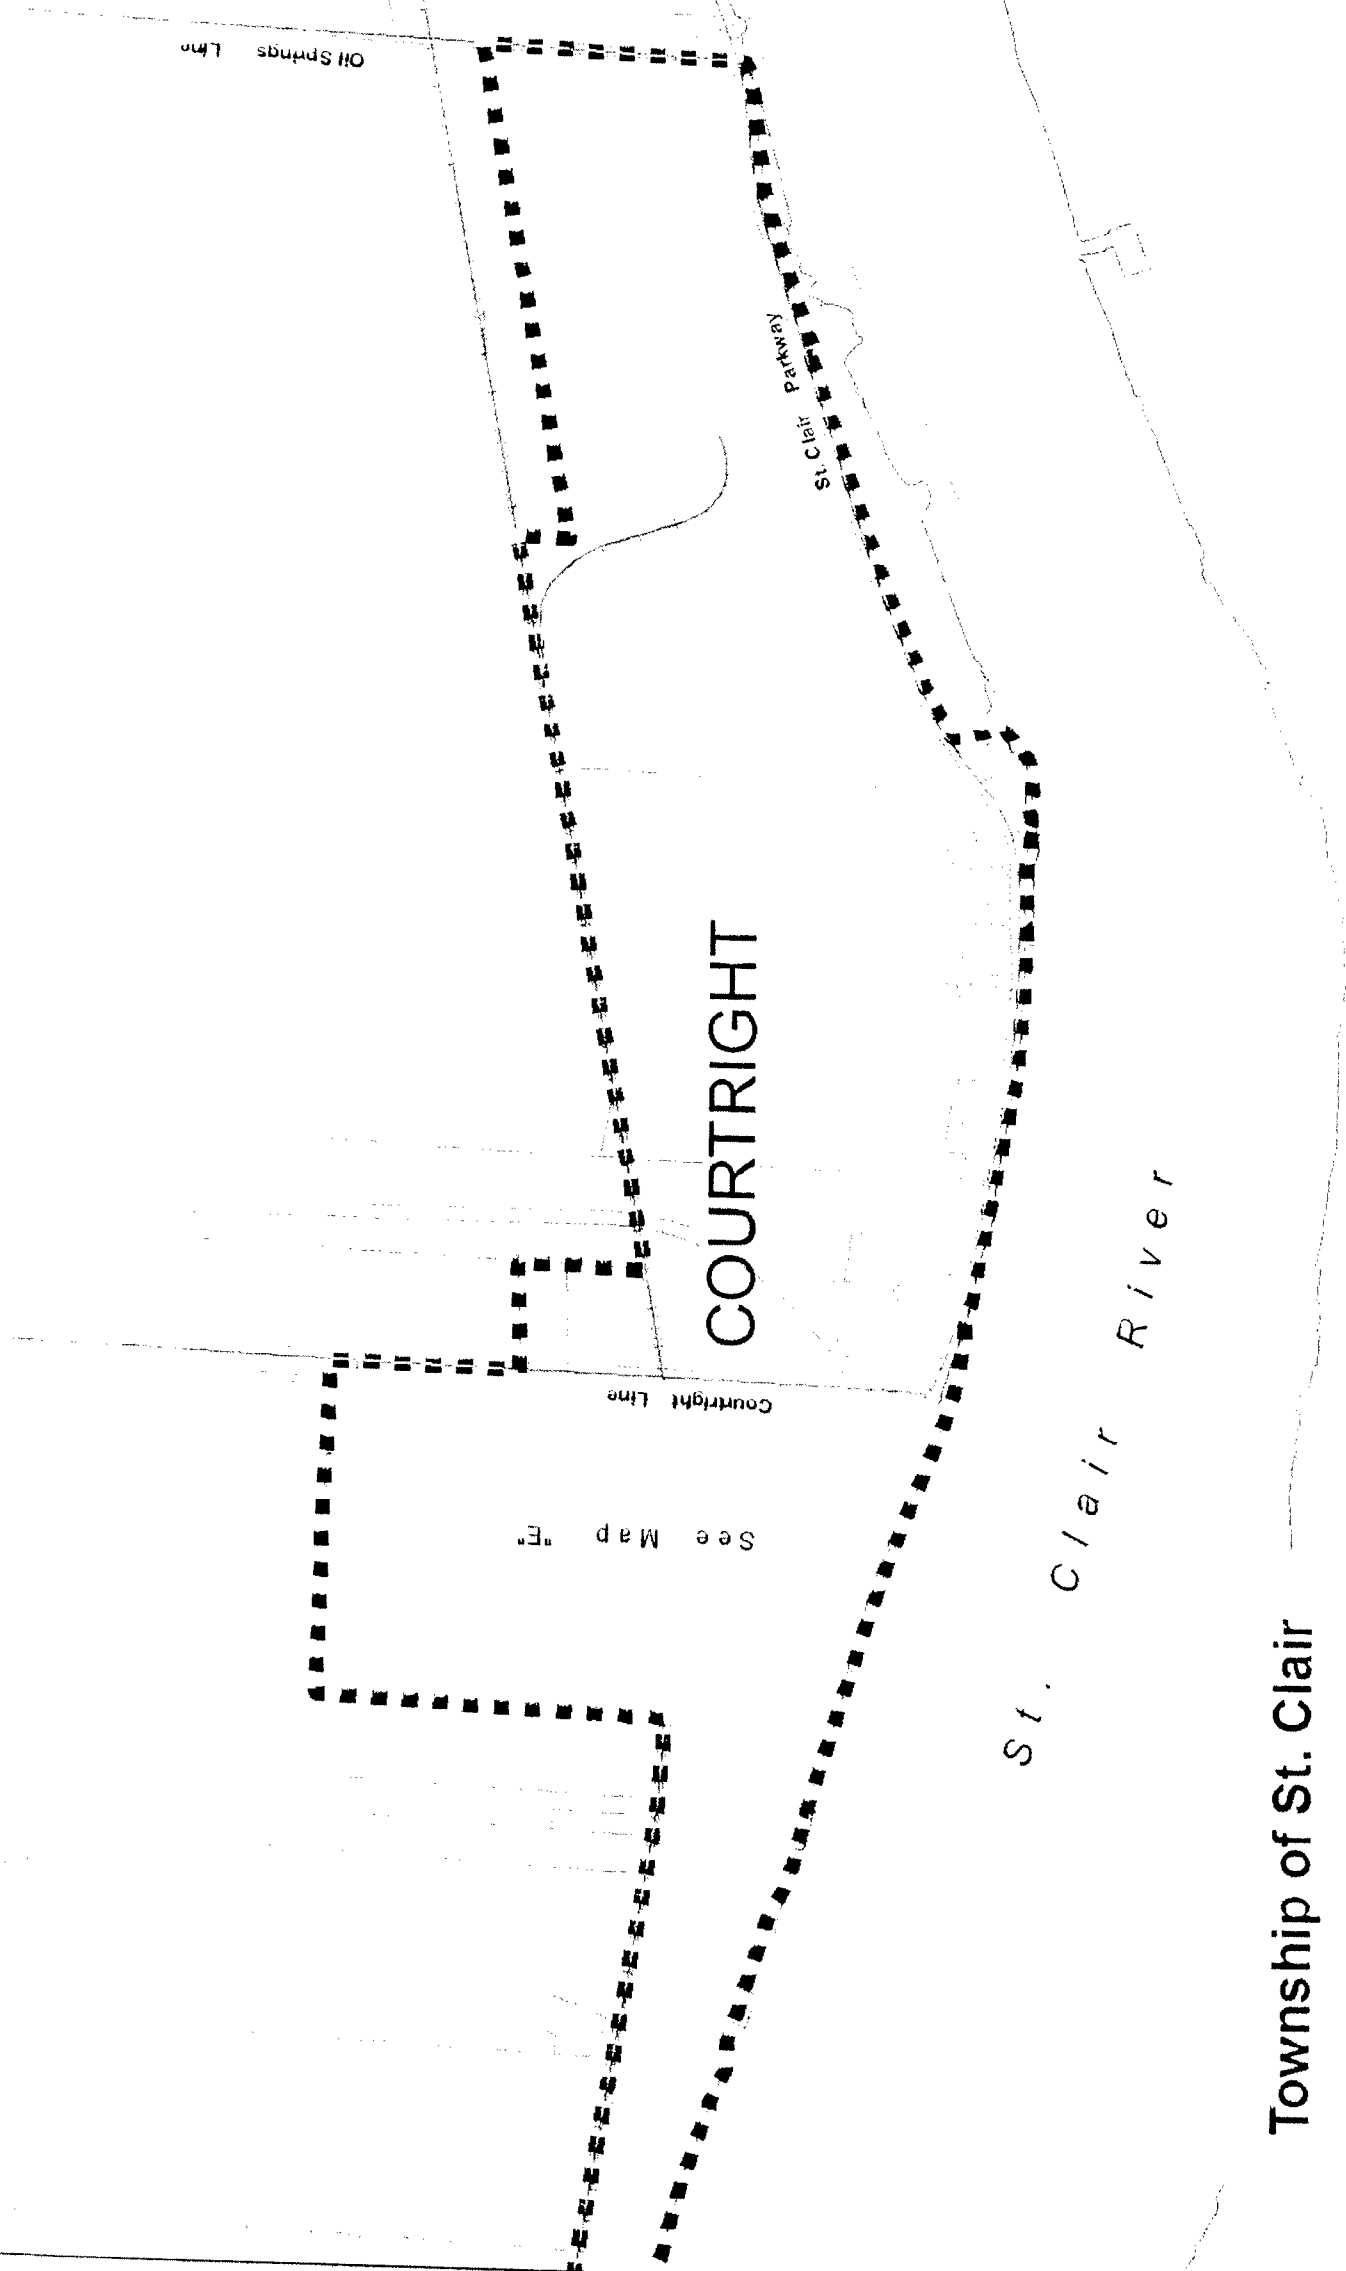 Oil Springs Line
St. Clair Parkway
COURTRIGHT
Courtright Line
See Map "E"
St. Clair River
Township of St. Clair